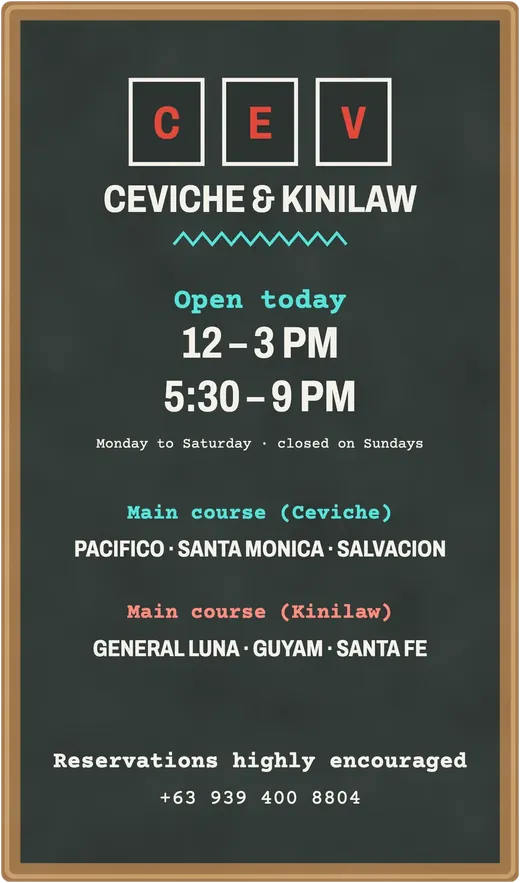 C E V
CEVICHE & KINILAW
Open today
12 – 3 PM
5:30 – 9 PM
Monday to Saturday · closed on Sundays
Main course (Ceviche)
PACIFICO · SANTA MONICA · SALVACION
Main course (Kinilaw)
GENERAL LUNA · GUYAM · SANTA FE
Reservations highly encouraged
+63 939 400 8804